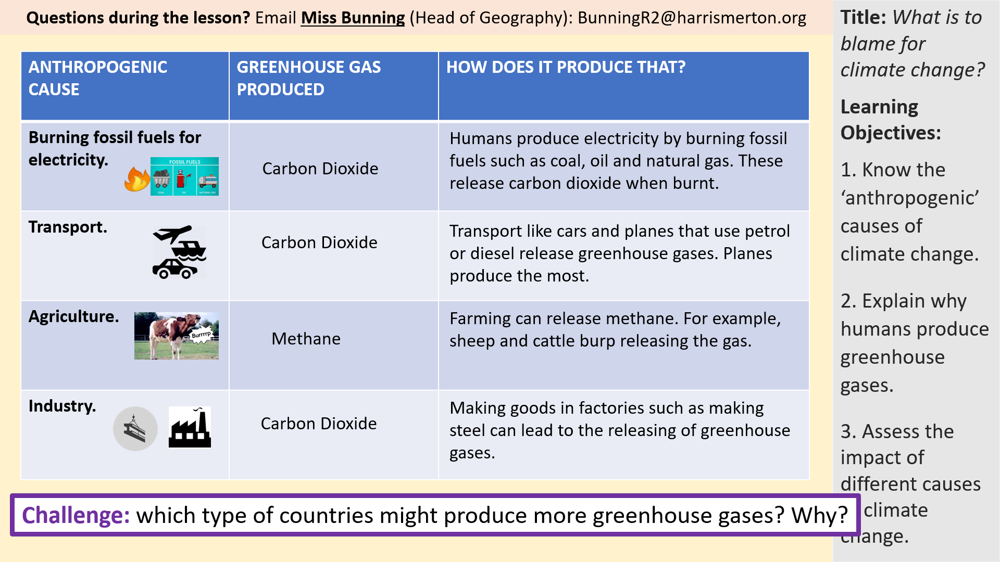 Questions during the lesson? Email Miss Bunning (Head of Geography): BunningR2@harrismerton.org
ANTHROPOGENIC
CAUSE
GREENHOUSE GAS
PRODUCED
HOW DOES IT PRODUCE THAT?
Burning fossil fuels for
electricity.
FOSSIL FUELS
COAL
OIL
NATURAL GAS
Carbon Dioxide
Humans produce electricity by burning fossil
fuels such as coal, oil and natural gas. These
release carbon dioxide when burnt.
Transport.
Carbon Dioxide
Transport like cars and planes that use petrol
or diesel release greenhouse gases. Planes
produce the most.
Agriculture.
Burrrrp
Methane
Farming can release methane. For example,
sheep and cattle burp releasing the gas.
Industry.
Carbon Dioxide
Making goods in factories such as making
steel can lead to the releasing of greenhouse
gases.
Challenge: which type of countries might produce more greenhouse gases? Why?
Title: What is to
blame for
climate change?
Learning
Objectives:
1. Know the
‘anthropogenic’
causes of
climate change.
2. Explain why
humans produce
greenhouse
gases.
3. Assess the
impact of
different causes
climate
change.